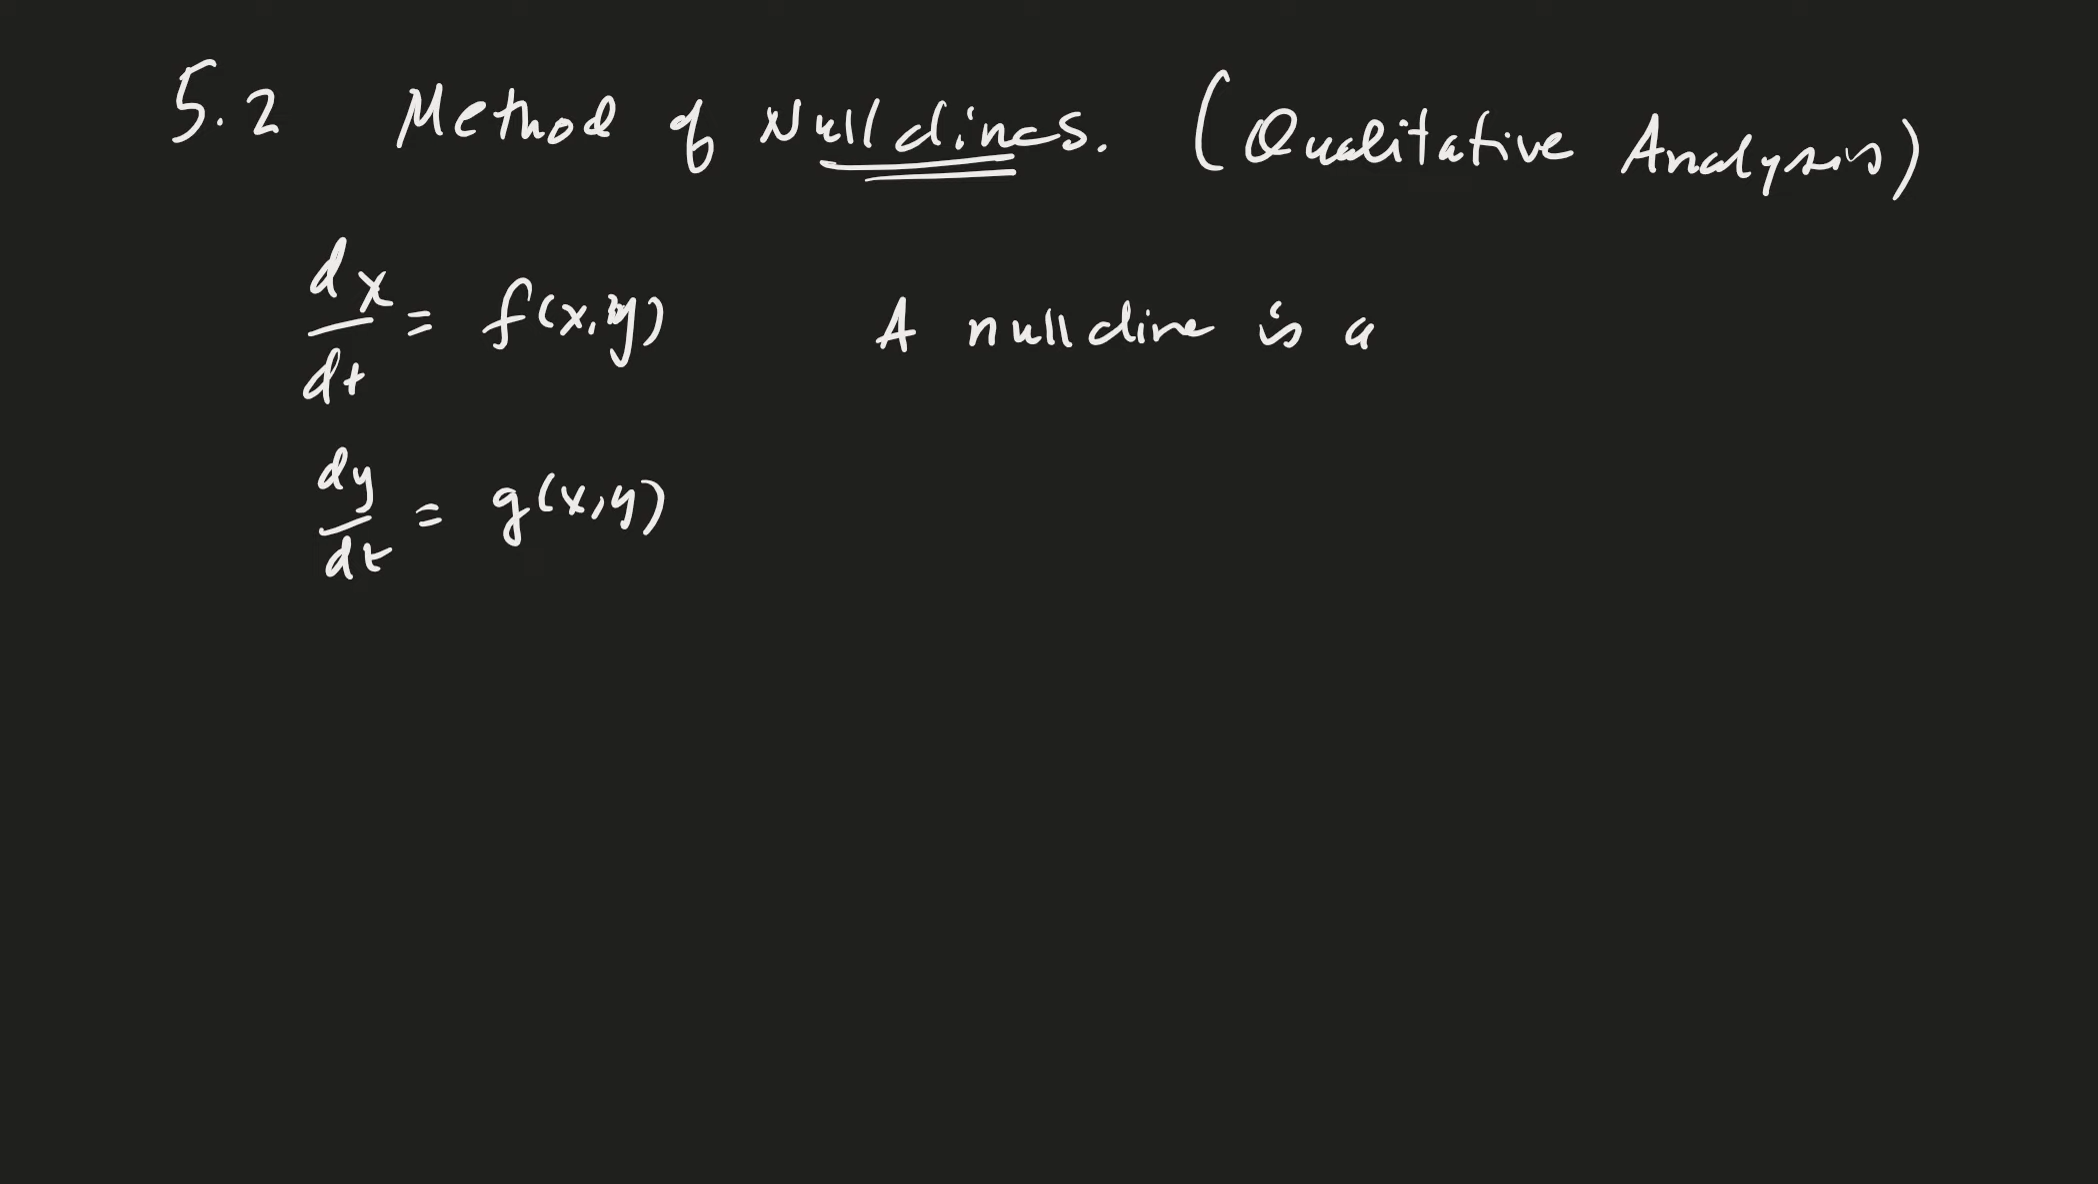 5.2 Method of Nullclines. (Qualitative Analysis)
dx/dt = f(x,y) A nullcline is a
dy/dt = g(x,y)